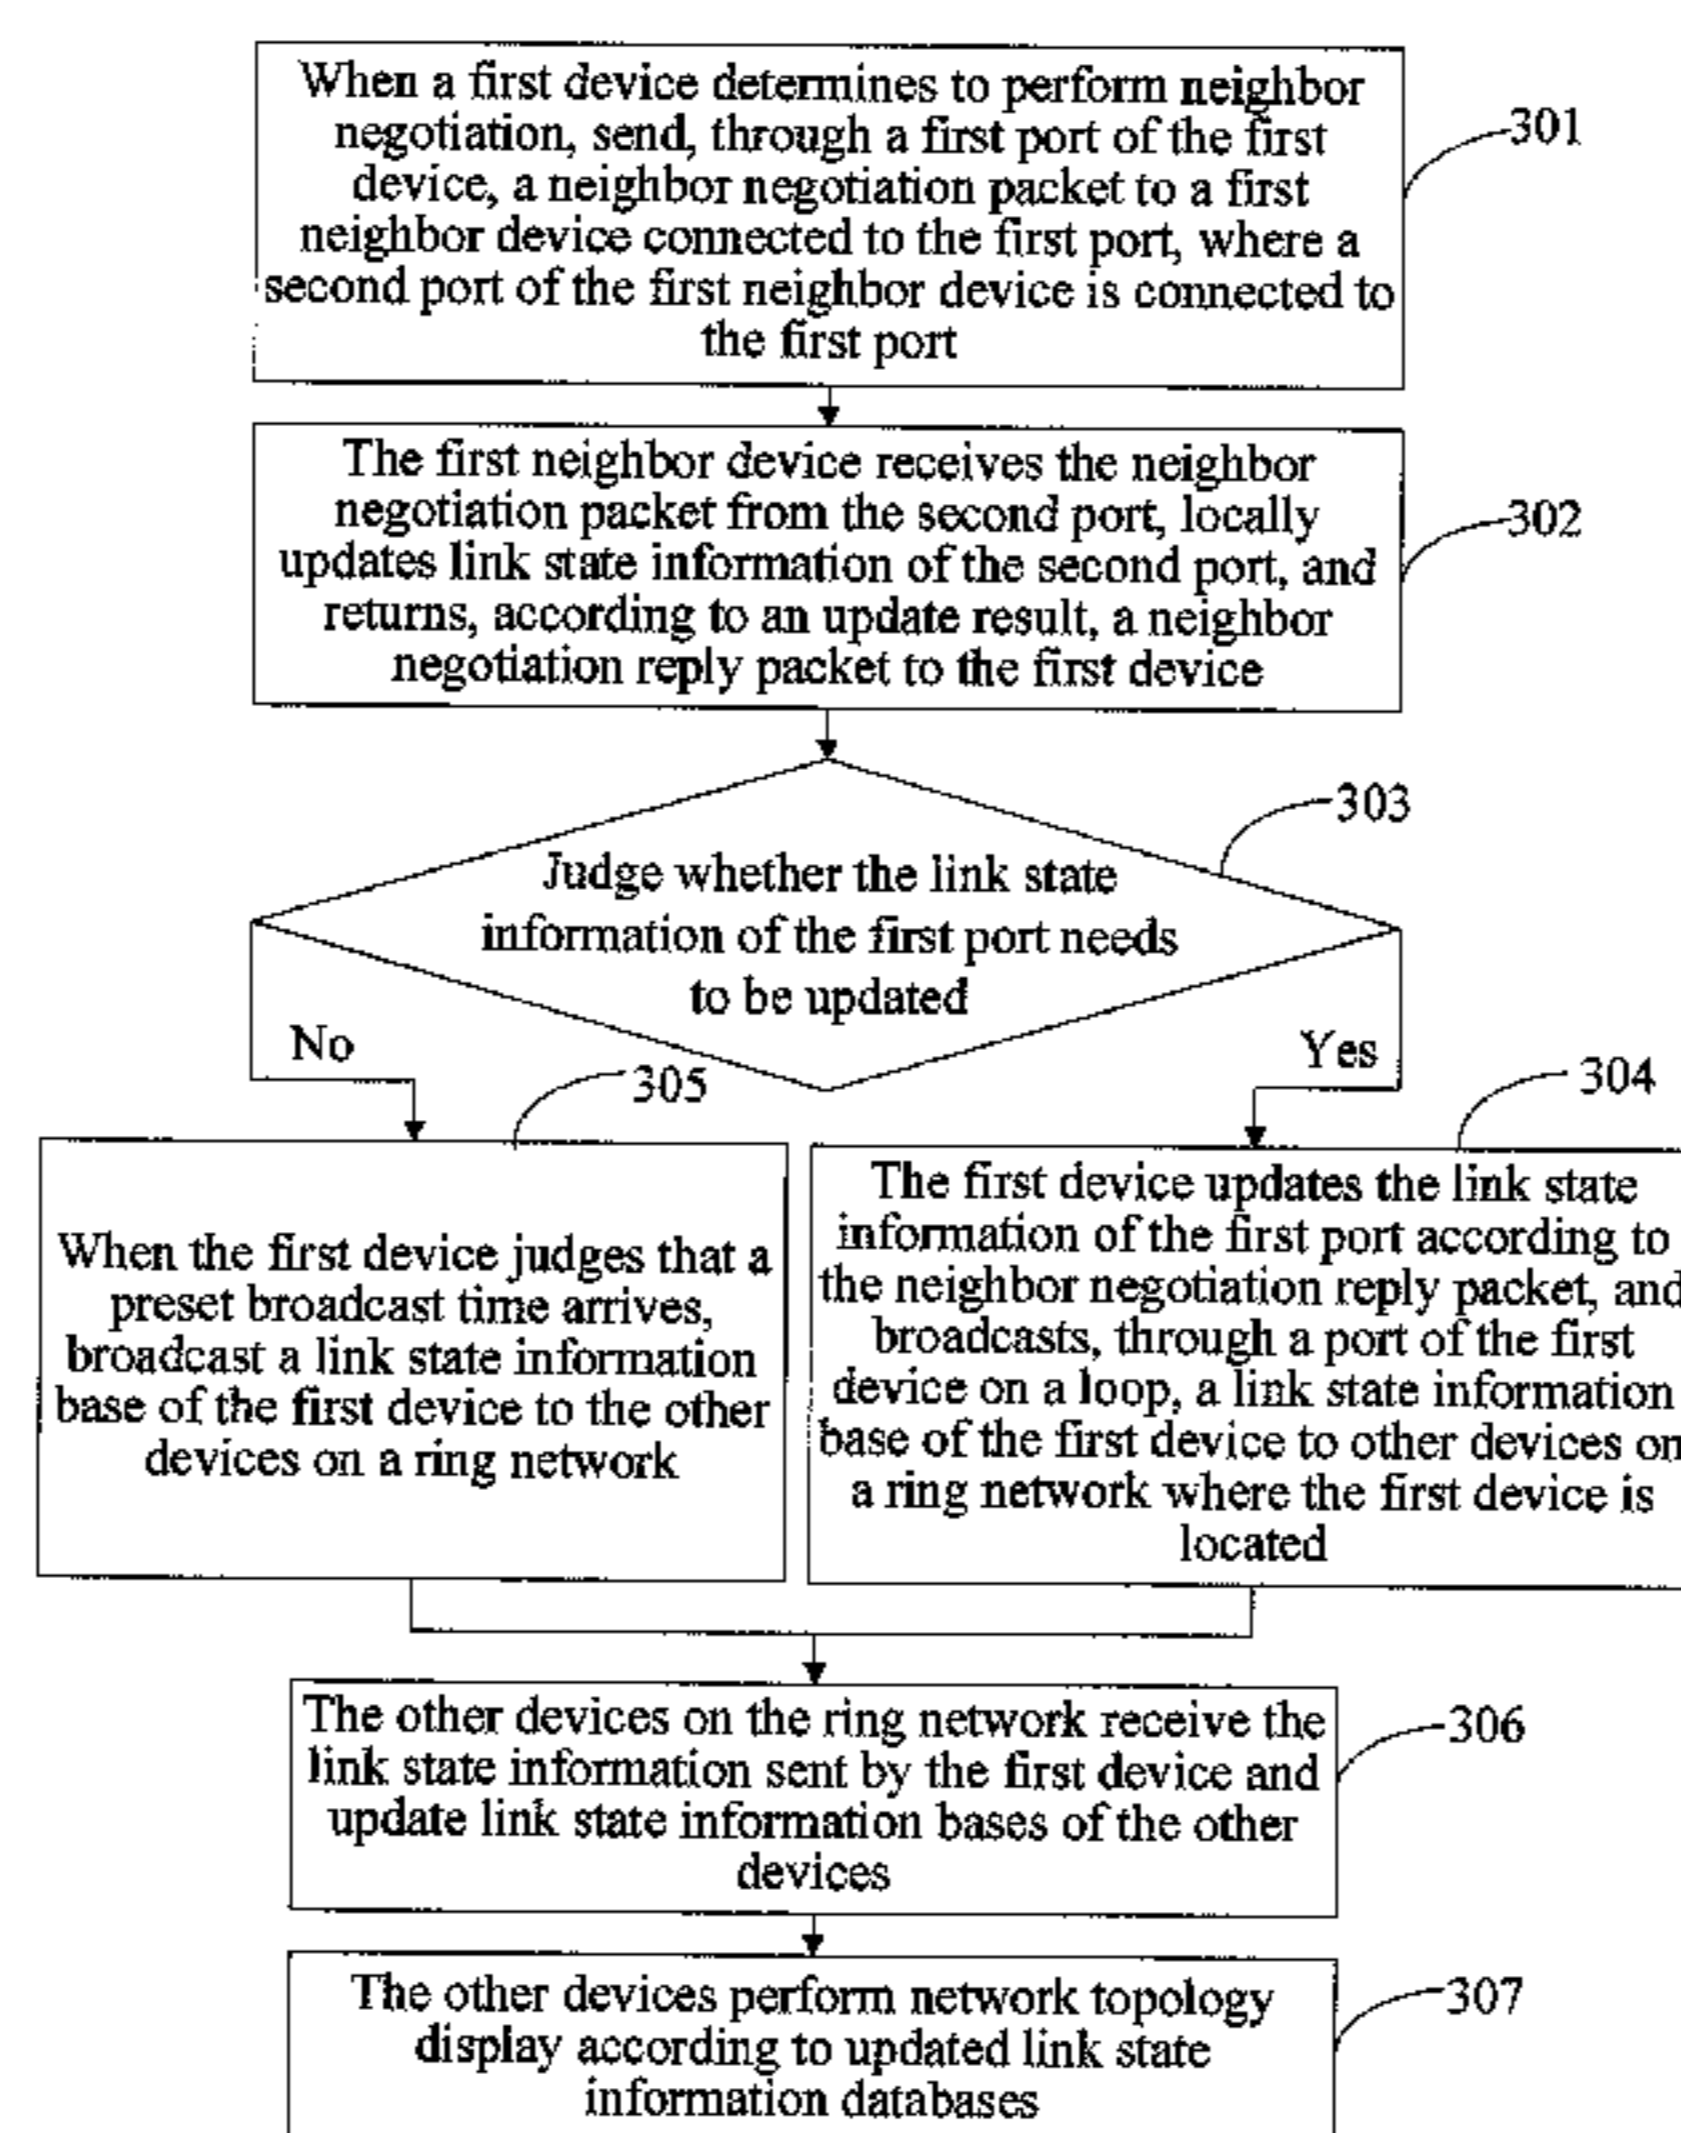 When a first device determines to perform neighbor
negotiation, send, through a first port of the first
device, a neighbor negotiation packet to a first
neighbor device connected to the first port, where a
second port of the first neighbor device is connected to
the first port
301
The first neighbor device receives the neighbor
negotiation packet from the second port, locally
updates link state information of the second port, and
returns, according to an update result, a neighbor
negotiation reply packet to the first device
302
303
Judge whether the link state
information of the first port needs
to be updated
No
Yes
305
304
When the first device judges that a
preset broadcast time arrives,
broadcast a link state information
base of the first device to the other
devices on a ring network
The first device updates the link state
information of the first port according to
the neighbor negotiation reply packet, and
broadcasts, through a port of the first
device on a loop, a link state information
base of the first device to other devices on
a ring network where the first device is
located
The other devices on the ring network receive the
link state information sent by the first device and
update link state information bases of the other
devices
306
The other devices perform network topology
display according to updated link state
information databases
307